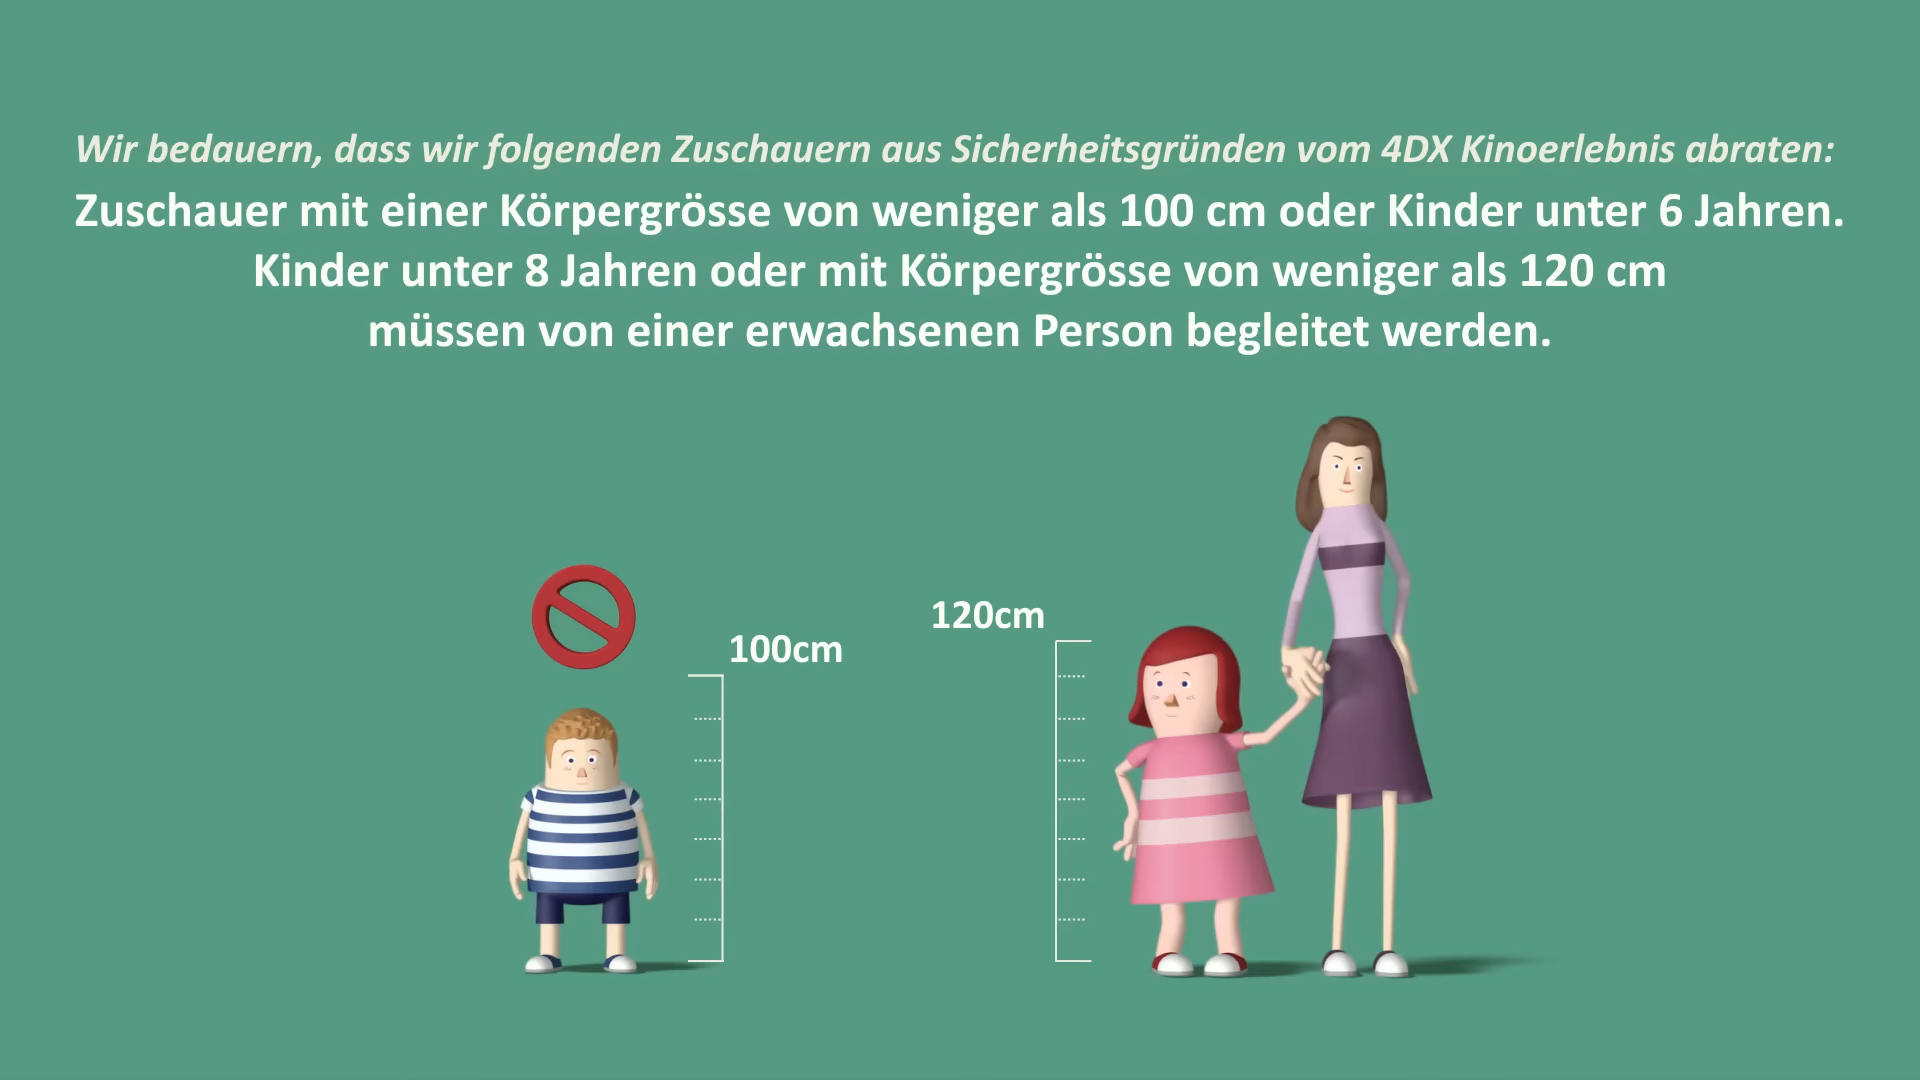 Wir bedauern, dass wir folgenden Zuschauern aus Sicherheitsgründen vom 4DX Kinoerlebnis abraten:
Zuschauer mit einer Körpergrösse von weniger als 100 cm oder Kinder unter 6 Jahren.
Kinder unter 8 Jahren oder mit Körpergrösse von weniger als 120 cm
müssen von einer erwachsenen Person begleitet werden.
100cm
120cm